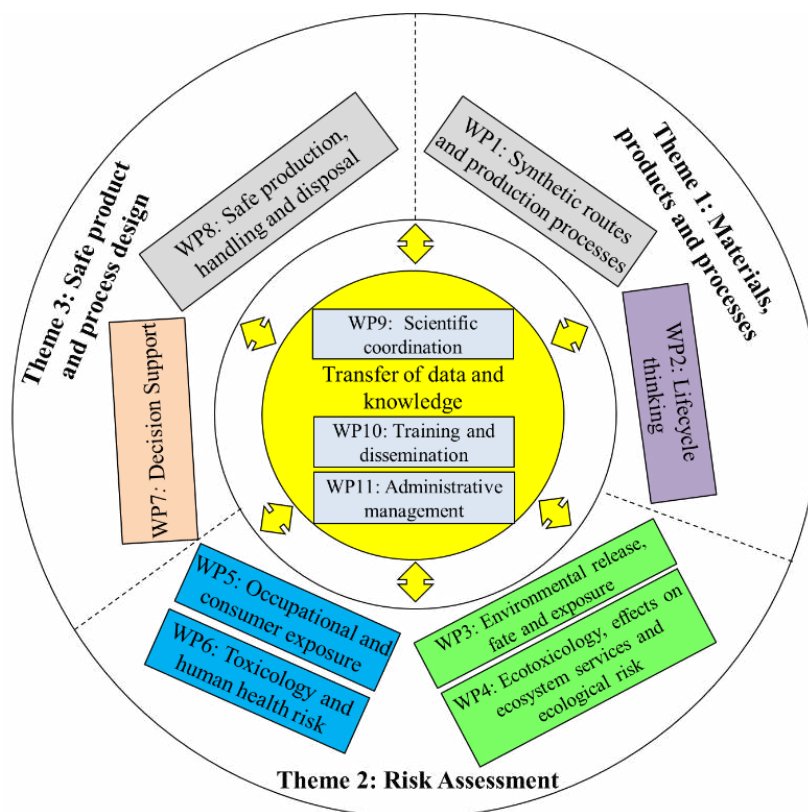 Theme 1: Materials,
products and processes
WP1: Synthetic routes
and production processes
WP2: Lifecycle
thinking
WP3: Environmental release,
fate and exposure
WP4: Ecotoxicology, effects on
ecosystem services and
ecological risk
Theme 2: Risk Assessment
WP5: Occupational and
consumer exposure
WP6: Toxicology and
human health risk
WP7: Decision Support
Theme 3: Safe product
and process design
WP8: Safe production,
handling and disposal
WP9: Scientific
coordination
Transfer of data and
knowledge
WP10: Training and
dissemination
WP11: Administrative
management